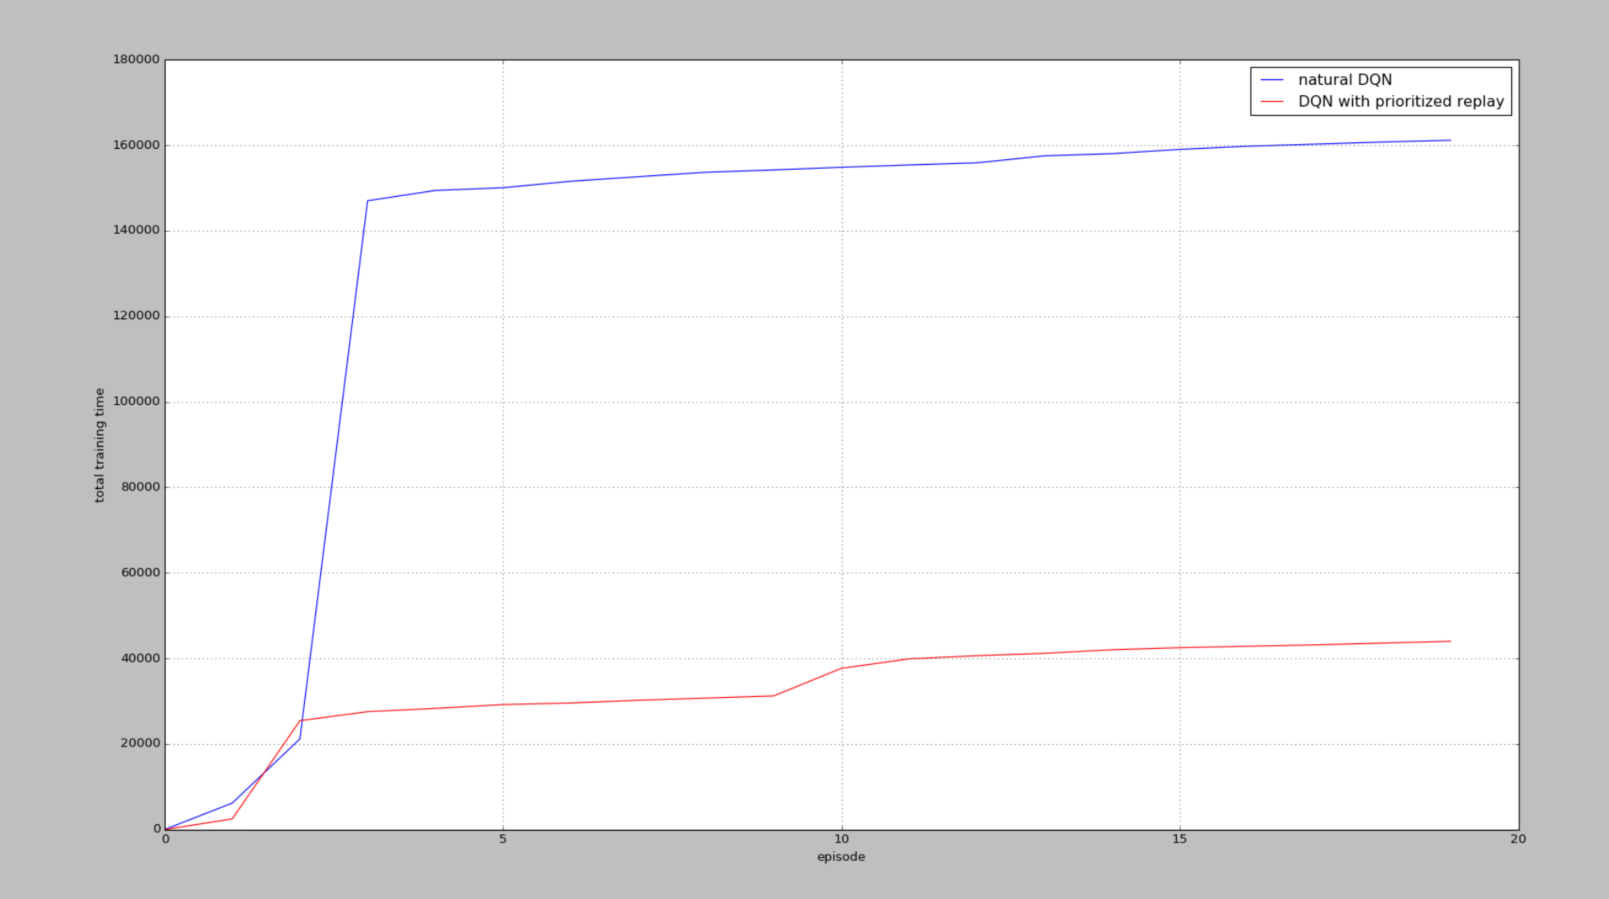 natural DQN
DQN with prioritized replay
180000
160000
140000
120000
100000
80000
60000
40000
20000
0
total training time
0 5 10 15 20
episode